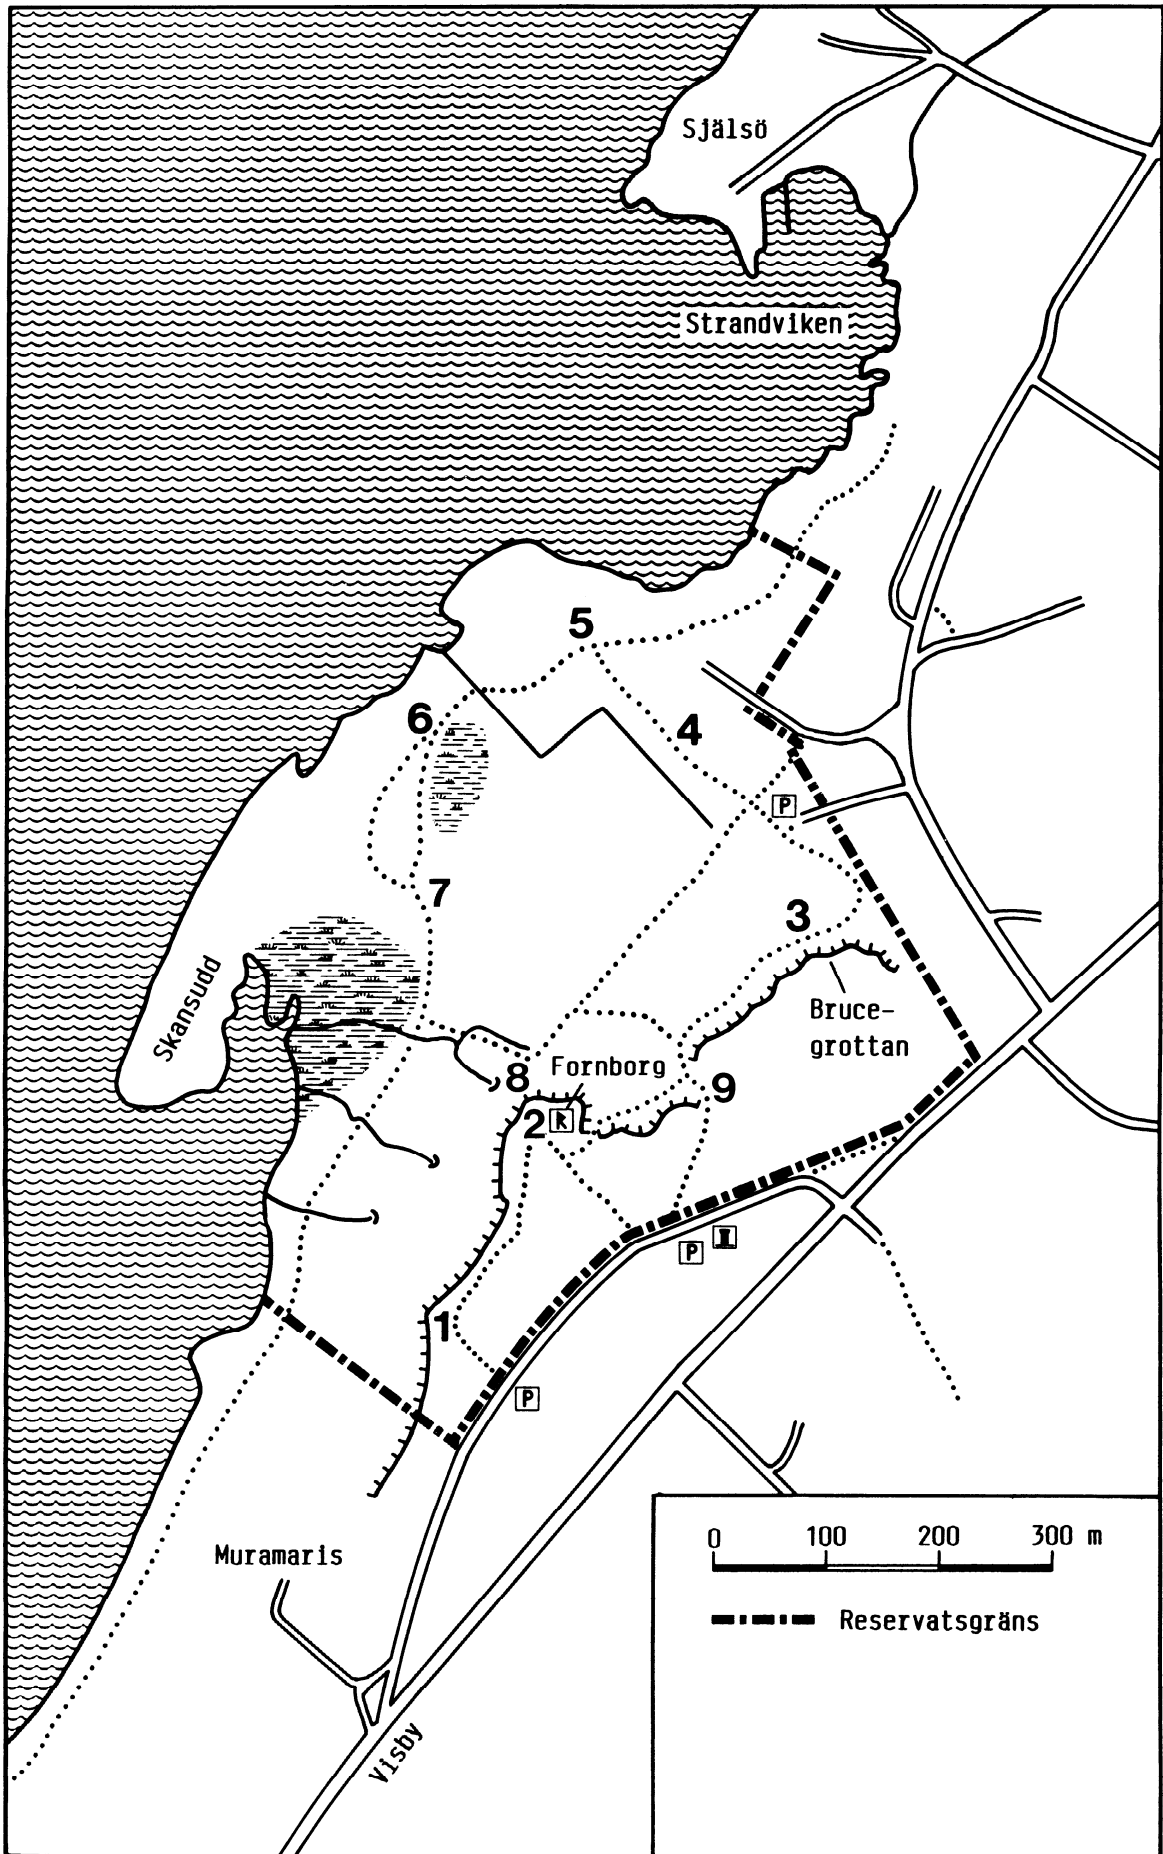 Själsö
Strandviken
5
6
4
P
7
3
Skansudd
Bruce-
grottan
8
Fornborg
9
2
R
P
1
P
Muramaris
Visby
0 100 200 300 m
Reservatsgräns